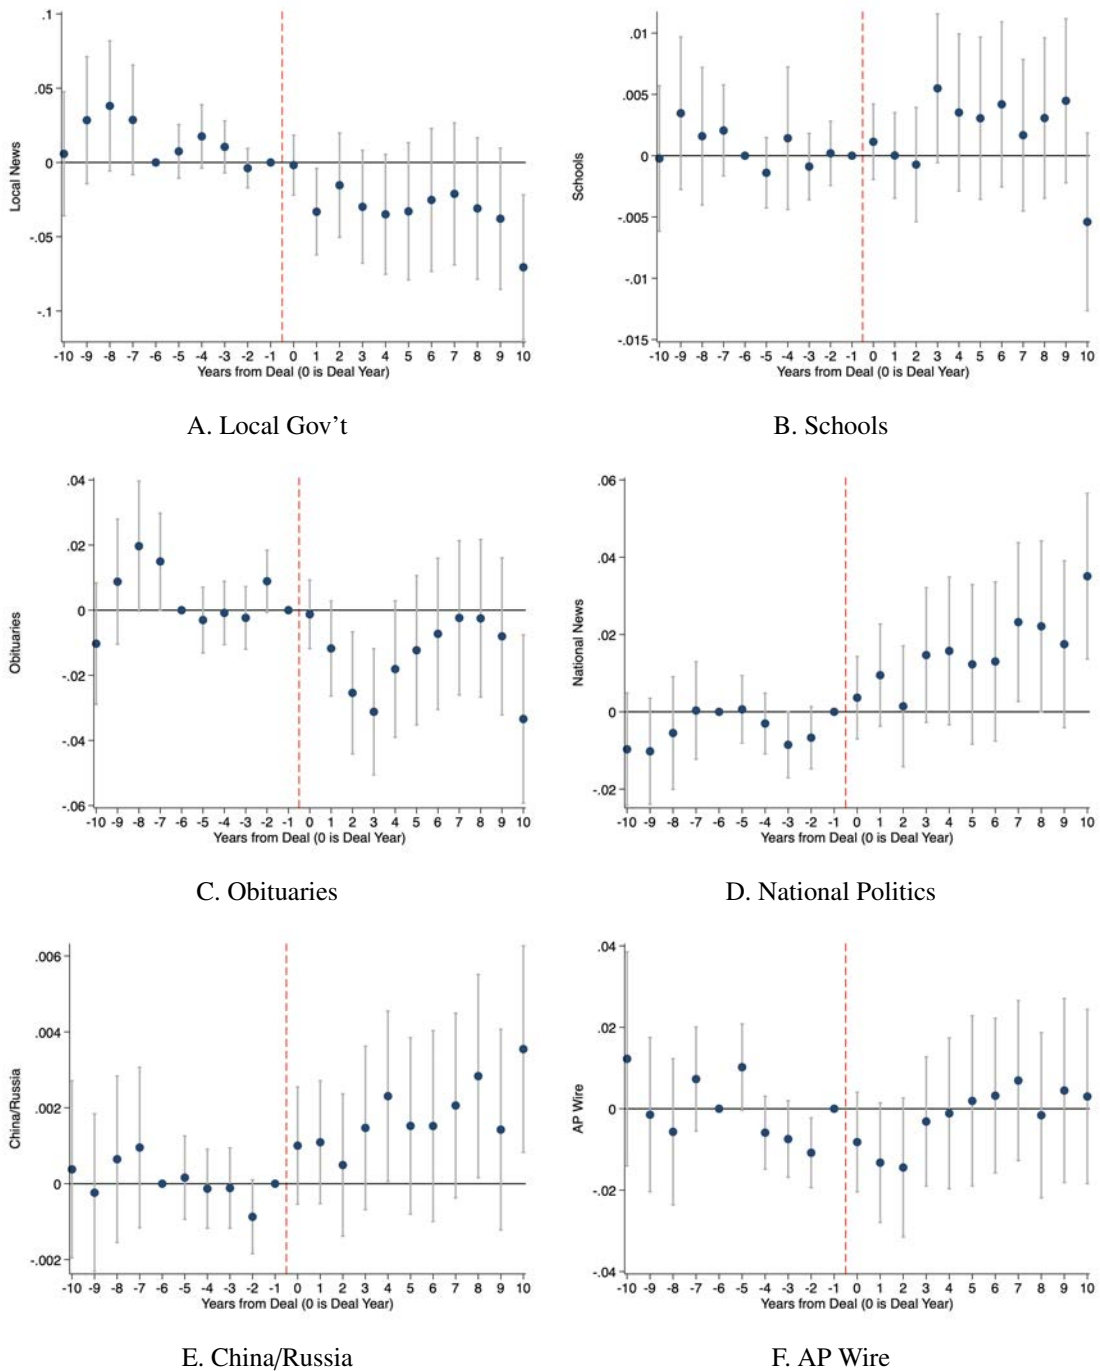 .1
.05
0
-.05
-.1
Local News
-10 -9 -8 -7 -6 -5 -4 -3 -2 -1 0 1 2 3 4 5 6 7 8 9 10
Years from Deal (0 is Deal Year)
A. Local Gov't
.01
.005
0
-.005
-.01
-.015
Schools
-10 -9 -8 -7 -6 -5 -4 -3 -2 -1 0 1 2 3 4 5 6 7 8 9 10
Years from Deal (0 is Deal Year)
B. Schools
.04
.02
0
-.02
-.04
-.06
Obituaries
-10 -9 -8 -7 -6 -5 -4 -3 -2 -1 0 1 2 3 4 5 6 7 8 9 10
Years from Deal (0 is Deal Year)
C. Obituaries
.06
.04
.02
0
-.02
National News
-10 -9 -8 -7 -6 -5 -4 -3 -2 -1 0 1 2 3 4 5 6 7 8 9 10
Years from Deal (0 is Deal Year)
D. National Politics
.006
.004
.002
0
-.002
China/Russia
-10 -9 -8 -7 -6 -5 -4 -3 -2 -1 0 1 2 3 4 5 6 7 8 9 10
Years from Deal (0 is Deal Year)
E. China/Russia
.04
.02
0
-.02
-.04
AP Wire
-10 -9 -8 -7 -6 -5 -4 -3 -2 -1 0 1 2 3 4 5 6 7 8 9 10
Years from Deal (0 is Deal Year)
F. AP Wire